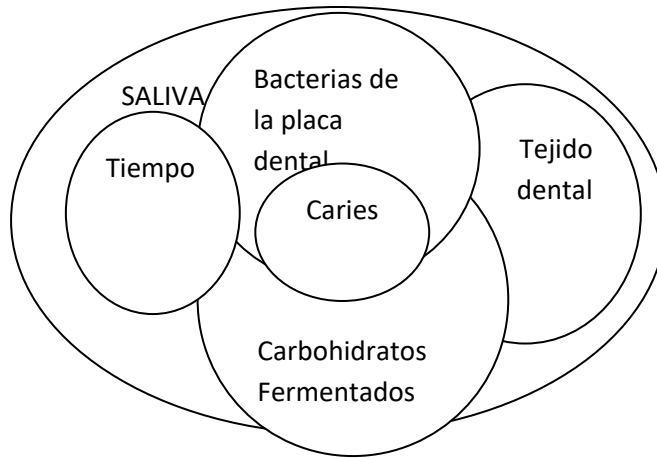 SALIVA
Bacterias de
la placa
dental
Tiempo
Tejido
dental
Caries
Carbohidratos
Fermentados